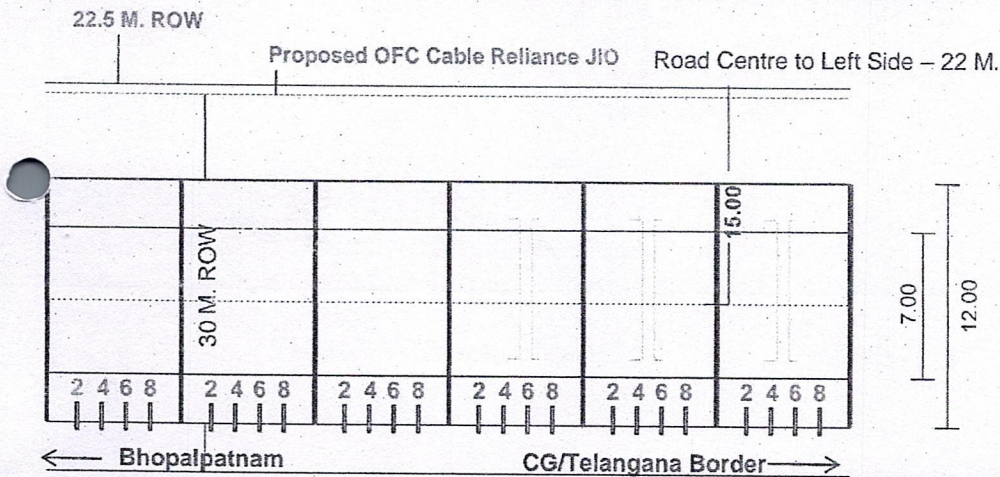 22.5 M. ROW
Proposed OFC Cable Reliance JIO
Road Centre to Left Side – 22 M.
15.00
30 M. ROW
7.00
12.00
2 4 6 8 2 4 6 8 2 4 6 8 2 4 6 8 2 4 6 8 2 4 6 8
Bhopalpatnam
CG/Telangana Border